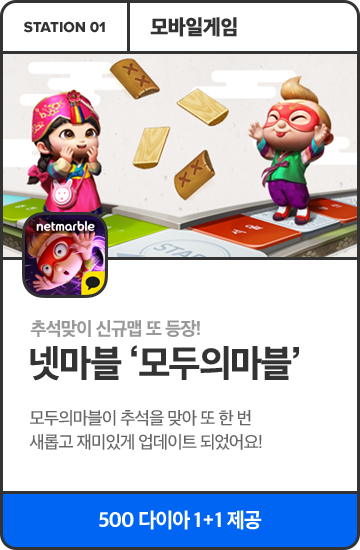 STATION 01
모바일게임
START
netmarble
추석맞이 신규맵 또 등장!
넷마블 ‘모두의마블’
모두의마블이 추석을 맞아 또 한 번
새롭고 재미있게 업데이트 되었어요!
500 다이아 1+1 제공